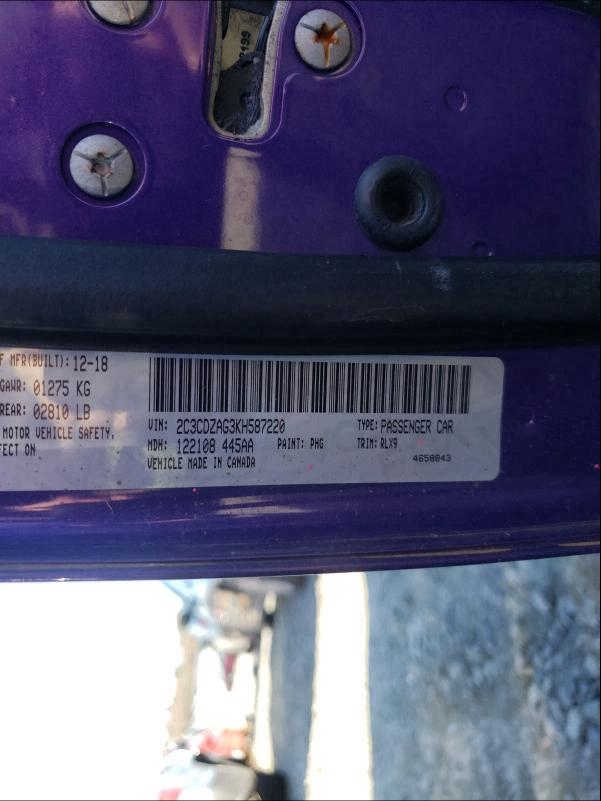 F MFR(BUILT): 12-18
GAWR: 01275 KG
REAR: 02810 LB
MOTOR VEHICLE SAFETY,
FECT ON
VIN: 2C3CDZAG3KH587220 TYPE: PASSENGER CAR
MDH: 122108 445AA PAINT: PHG TRIM: RLX9
VEHICLE MADE IN CANADA 4658843